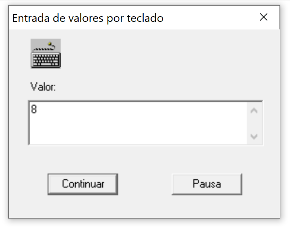 Entrada de valores por teclado
Valor:
8
Continuar
Pausa